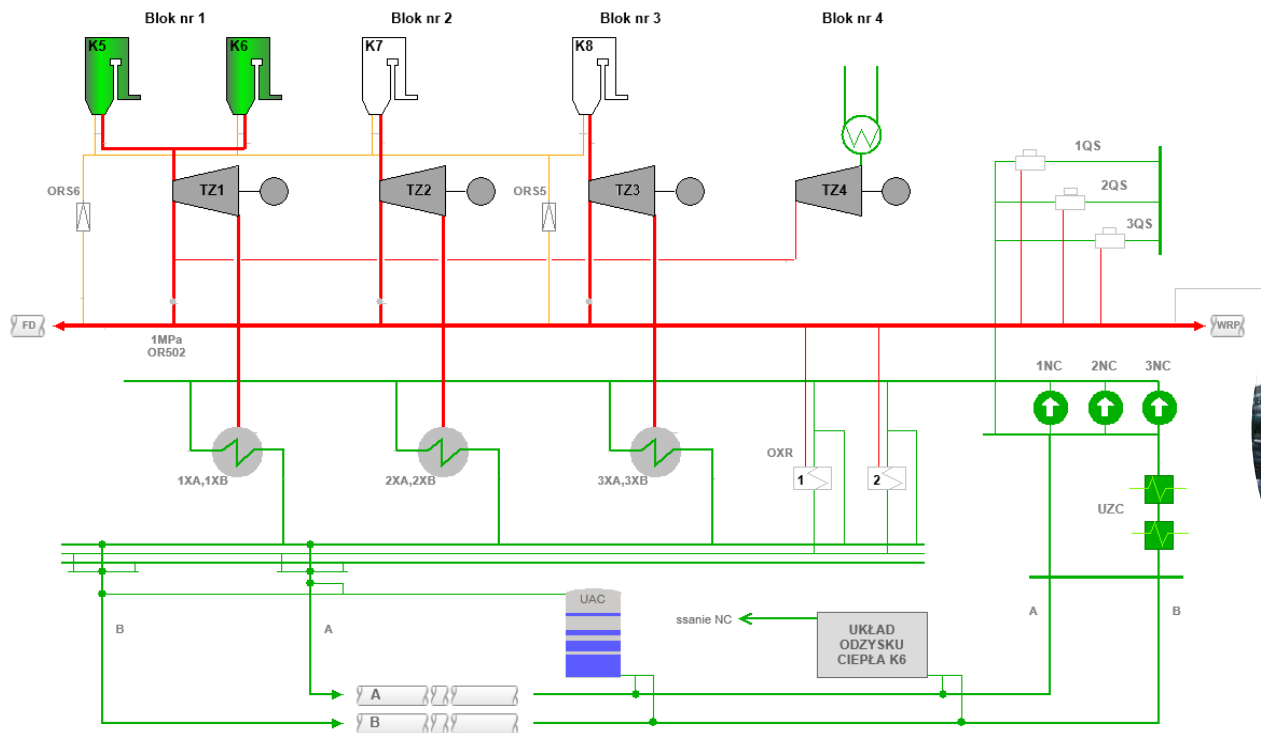 Blok nr 1
Blok nr 2
Blok nr 3
Blok nr 4
K5
K6
K7
K8
1QS
2QS
3QS
ORS6
TZ1
TZ2
ORS5
TZ3
TZ4
FD
1MPa
OR502
WRP
1NC
2NC
3NC
OXR
1
2
1XA,1XB
2XA,2XB
3XA,3XB
UZC
UAC
B
A
ssanie NC
UKŁAD
ODZYSKU
CIEPŁA K6
A
B
A
B